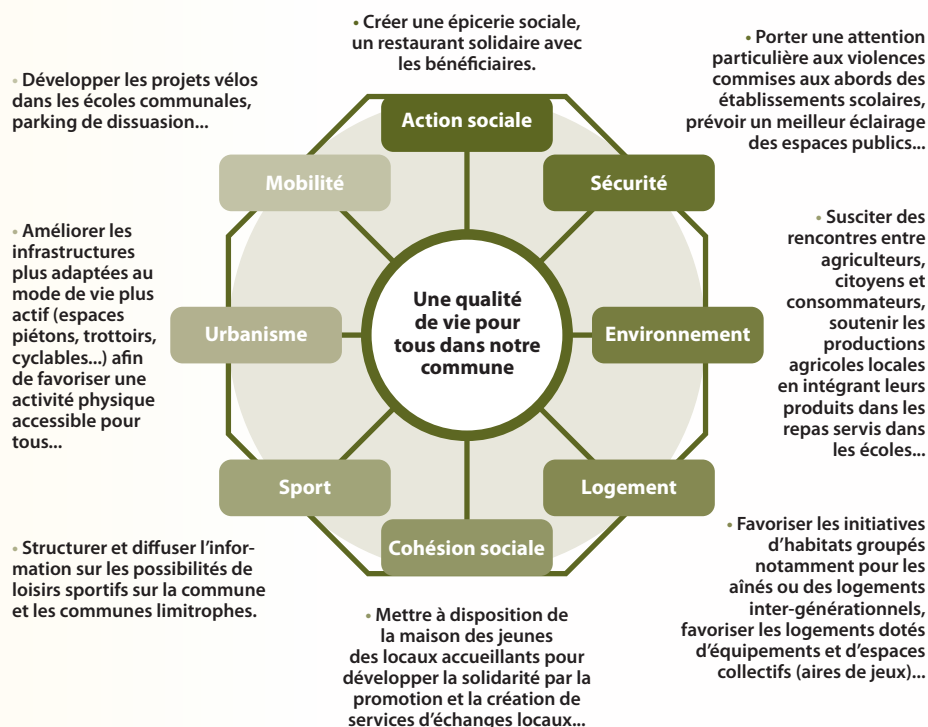 • Créer une épicerie sociale,
un restaurant solidaire avec
les bénéficiaires.
• Développer les projets vélos
dans les écoles communales,
parking de dissuasion...
• Porter une attention
particulière aux violences
commises aux abords des
établissements scolaires,
prévoir un meilleur éclairage
des espaces publics...
Action sociale
Mobilité
Sécurité
• Améliorer les
infrastructures
plus adaptées au
mode de vie plus
actif (espaces
piétons, trottoirs,
cyclables...) afin
de favoriser une
activité physique
accessible pour
tous...
Urbanisme
Une qualité
de vie pour
tous dans notre
commune
Environnement
• Susciter des
rencontres entre
agriculteurs,
citoyens et
consommateurs,
soutenir les
productions
agricoles locales
en intégrant leurs
produits dans les
repas servis dans
les écoles...
Sport
Logement
Cohésion sociale
• Structurer et diffuser l'infor-
mation sur les possibilités de
loisirs sportifs sur la commune
et les communes limitrophes.
• Mettre à disposition de
la maison des jeunes
des locaux accueillants pour
développer la solidarité par la
promotion et la création de
services d'échanges locaux...
• Favoriser les initiatives
d'habitats groupés
notamment pour les
aînés ou des logements
inter-générationnels,
favoriser les logements dotés
d'équipements et d'espaces
collectifs (aires de jeux)...